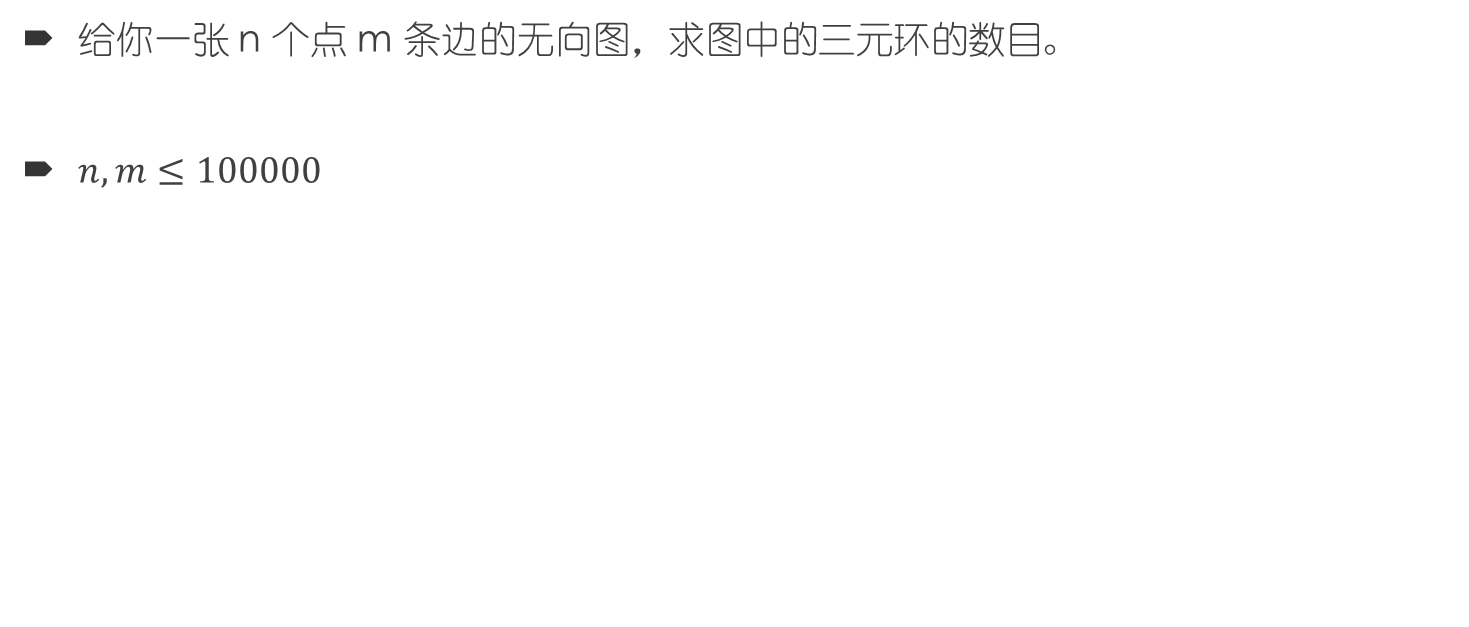 给你一张 n 个点 m 条边的无向图，求图中的三元环的数目。
n, m ≤ 100000